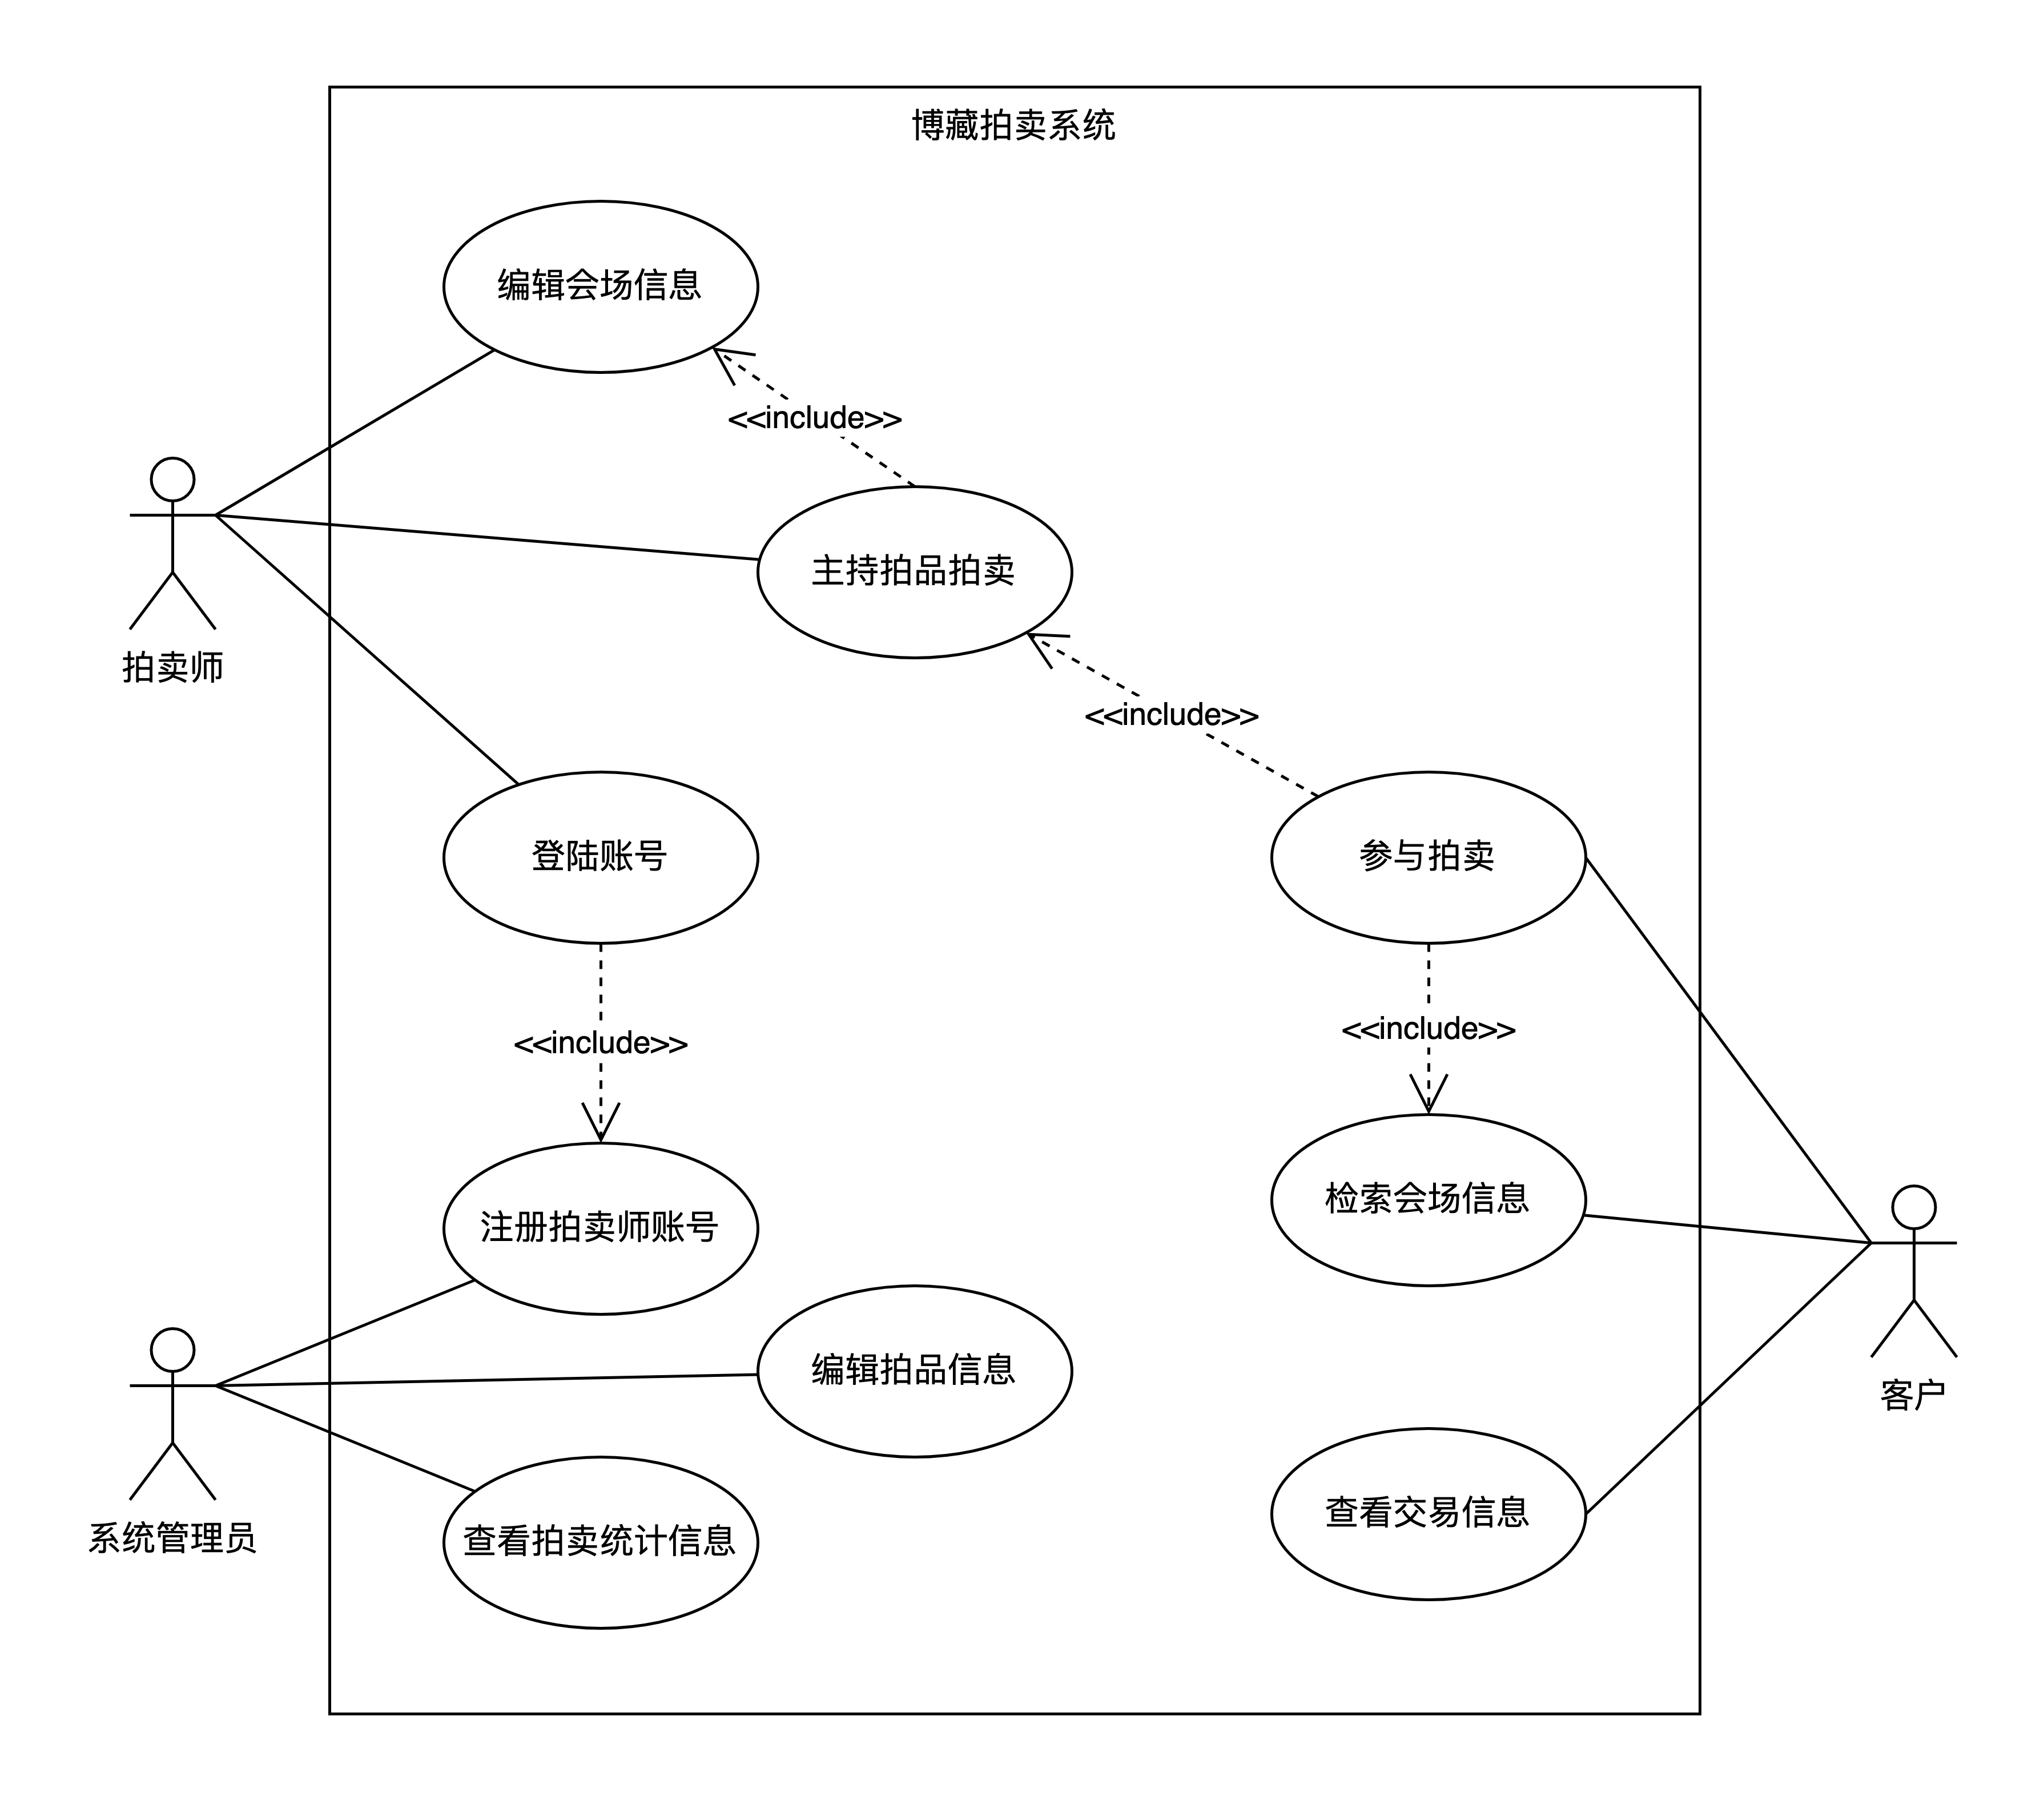 博藏拍卖系统
编辑会场信息
<<include>>
主持拍品拍卖
拍卖师
<<include>>
登陆账号
参与拍卖
<<include>>
<<include>>
注册拍卖师账号
检索会场信息
编辑拍品信息
客户
系统管理员
查看拍卖统计信息
查看交易信息